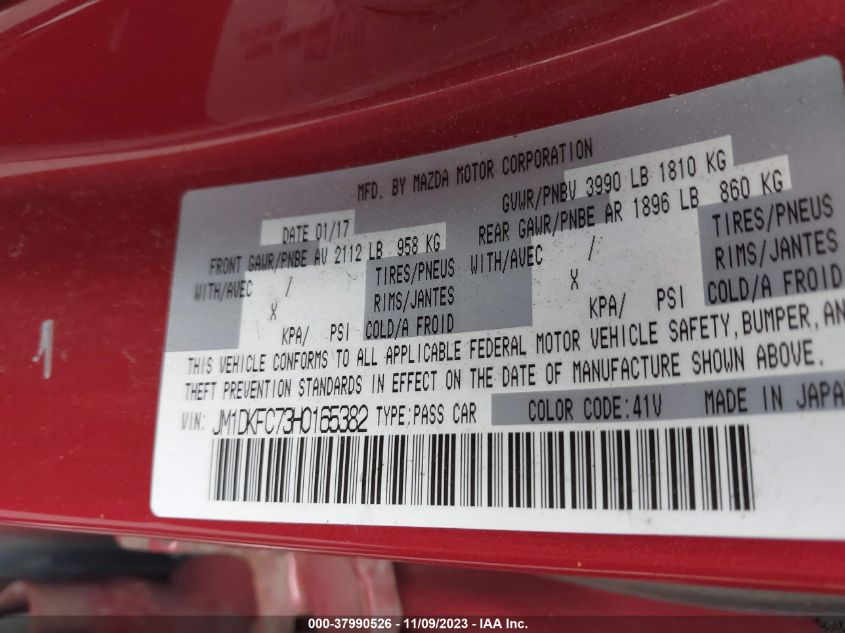 MFD. BY MAZDA MOTOR CORPORATION
DATE 01/17 GVWR/PNBV 3990 LB 1810 KG
FRONT GAWR/PNBE AV 2112 LB 958 KG REAR GAWR/PNBE AR 1896 LB 860 KG
WITH/AVEC / TIRES/PNEUS WITH/AVEC / TIRES/PNEUS
X RIMS/JANTES X RIMS/JANTES
KPA/ PSI COLD/A FROID KPA/ PSI COLD/A FROID
THIS VEHICLE CONFORMS TO ALL APPLICABLE FEDERAL MOTOR VEHICLE SAFETY, BUMPER, AN
THEFT PREVENTION STANDARDS IN EFFECT ON THE DATE OF MANUFACTURE SHOWN ABOVE.
VIN: JM1DKFC73H0165382 TYPE:PASS CAR COLOR CODE:41V MADE IN JAPA
1
000-37990526 - 11/09/2023 - IAA Inc.